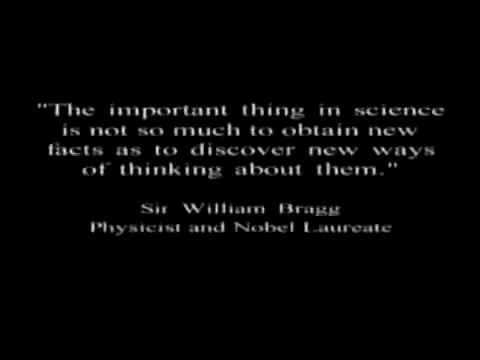 "The important thing in science
is not so much to obtain new
facts as to discover new ways
of thinking about them."
Sir William Bragg
Physicist and Nobel Laureate